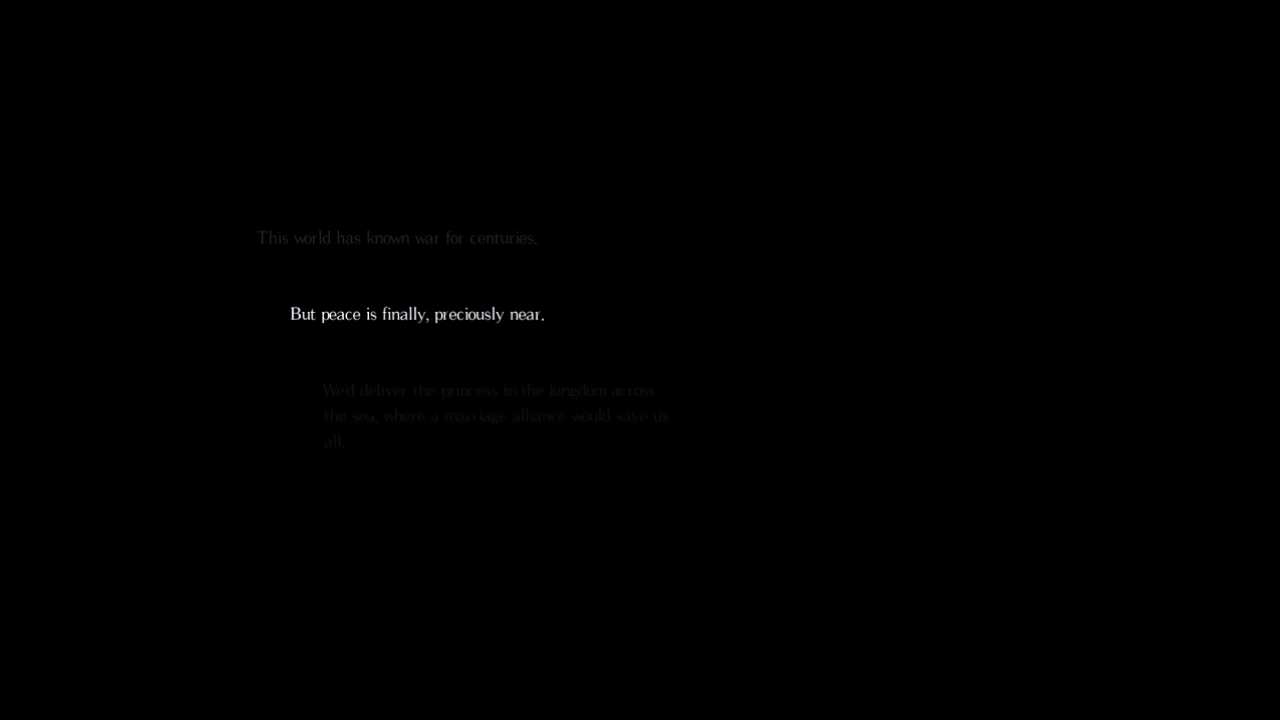 This world has known war for centuries.
But peace is finally, preciously near.
We'd deliver the princess to the kingdom across
the sea, where a marriage alliance would save us
all.